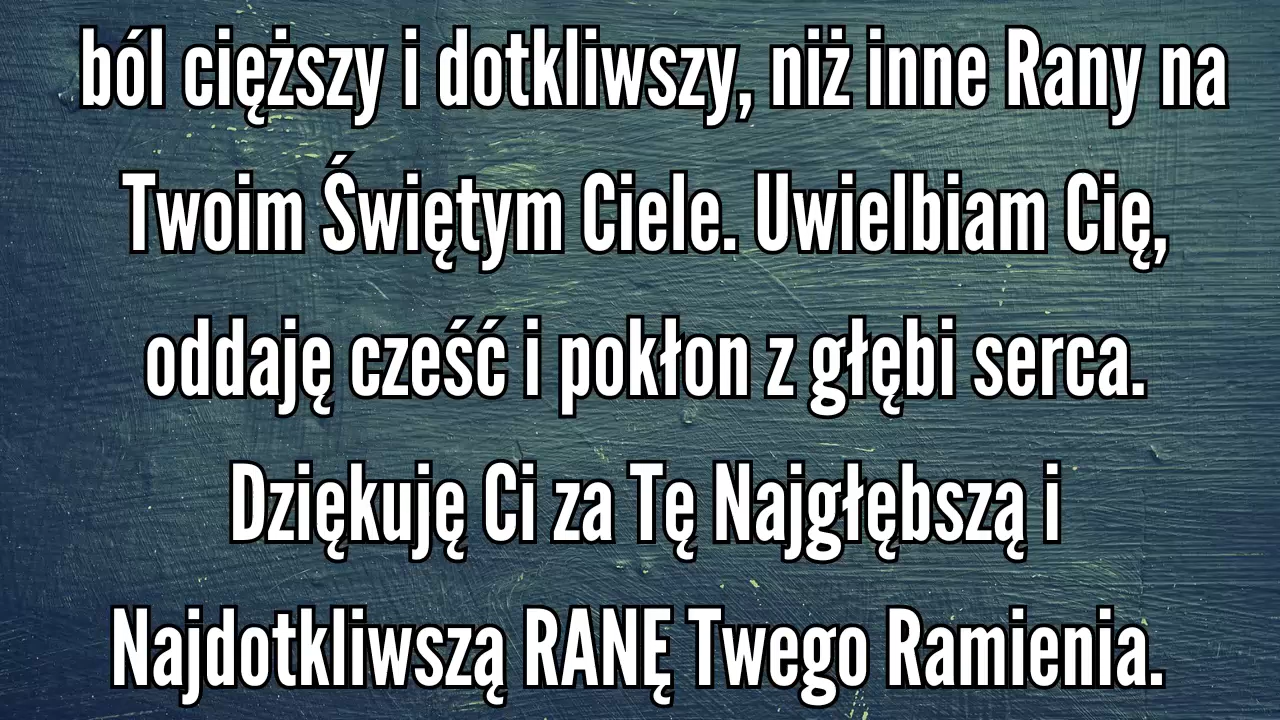 ból cięższy i dotkliwszy, niż inne Rany na
Twoim Świętym Ciele. Uwielbiam Cię,
oddaję cześć i pokłon z głębi serca.
Dziękuję Ci za Tę Najgłębszą i
Najdotkliwszą RANĘ Twego Ramienia.